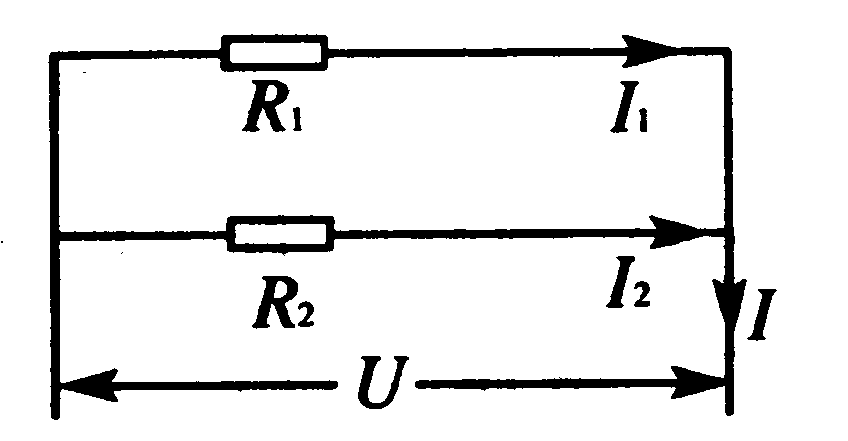 R₁ I₁
R₂ I₂
I
U